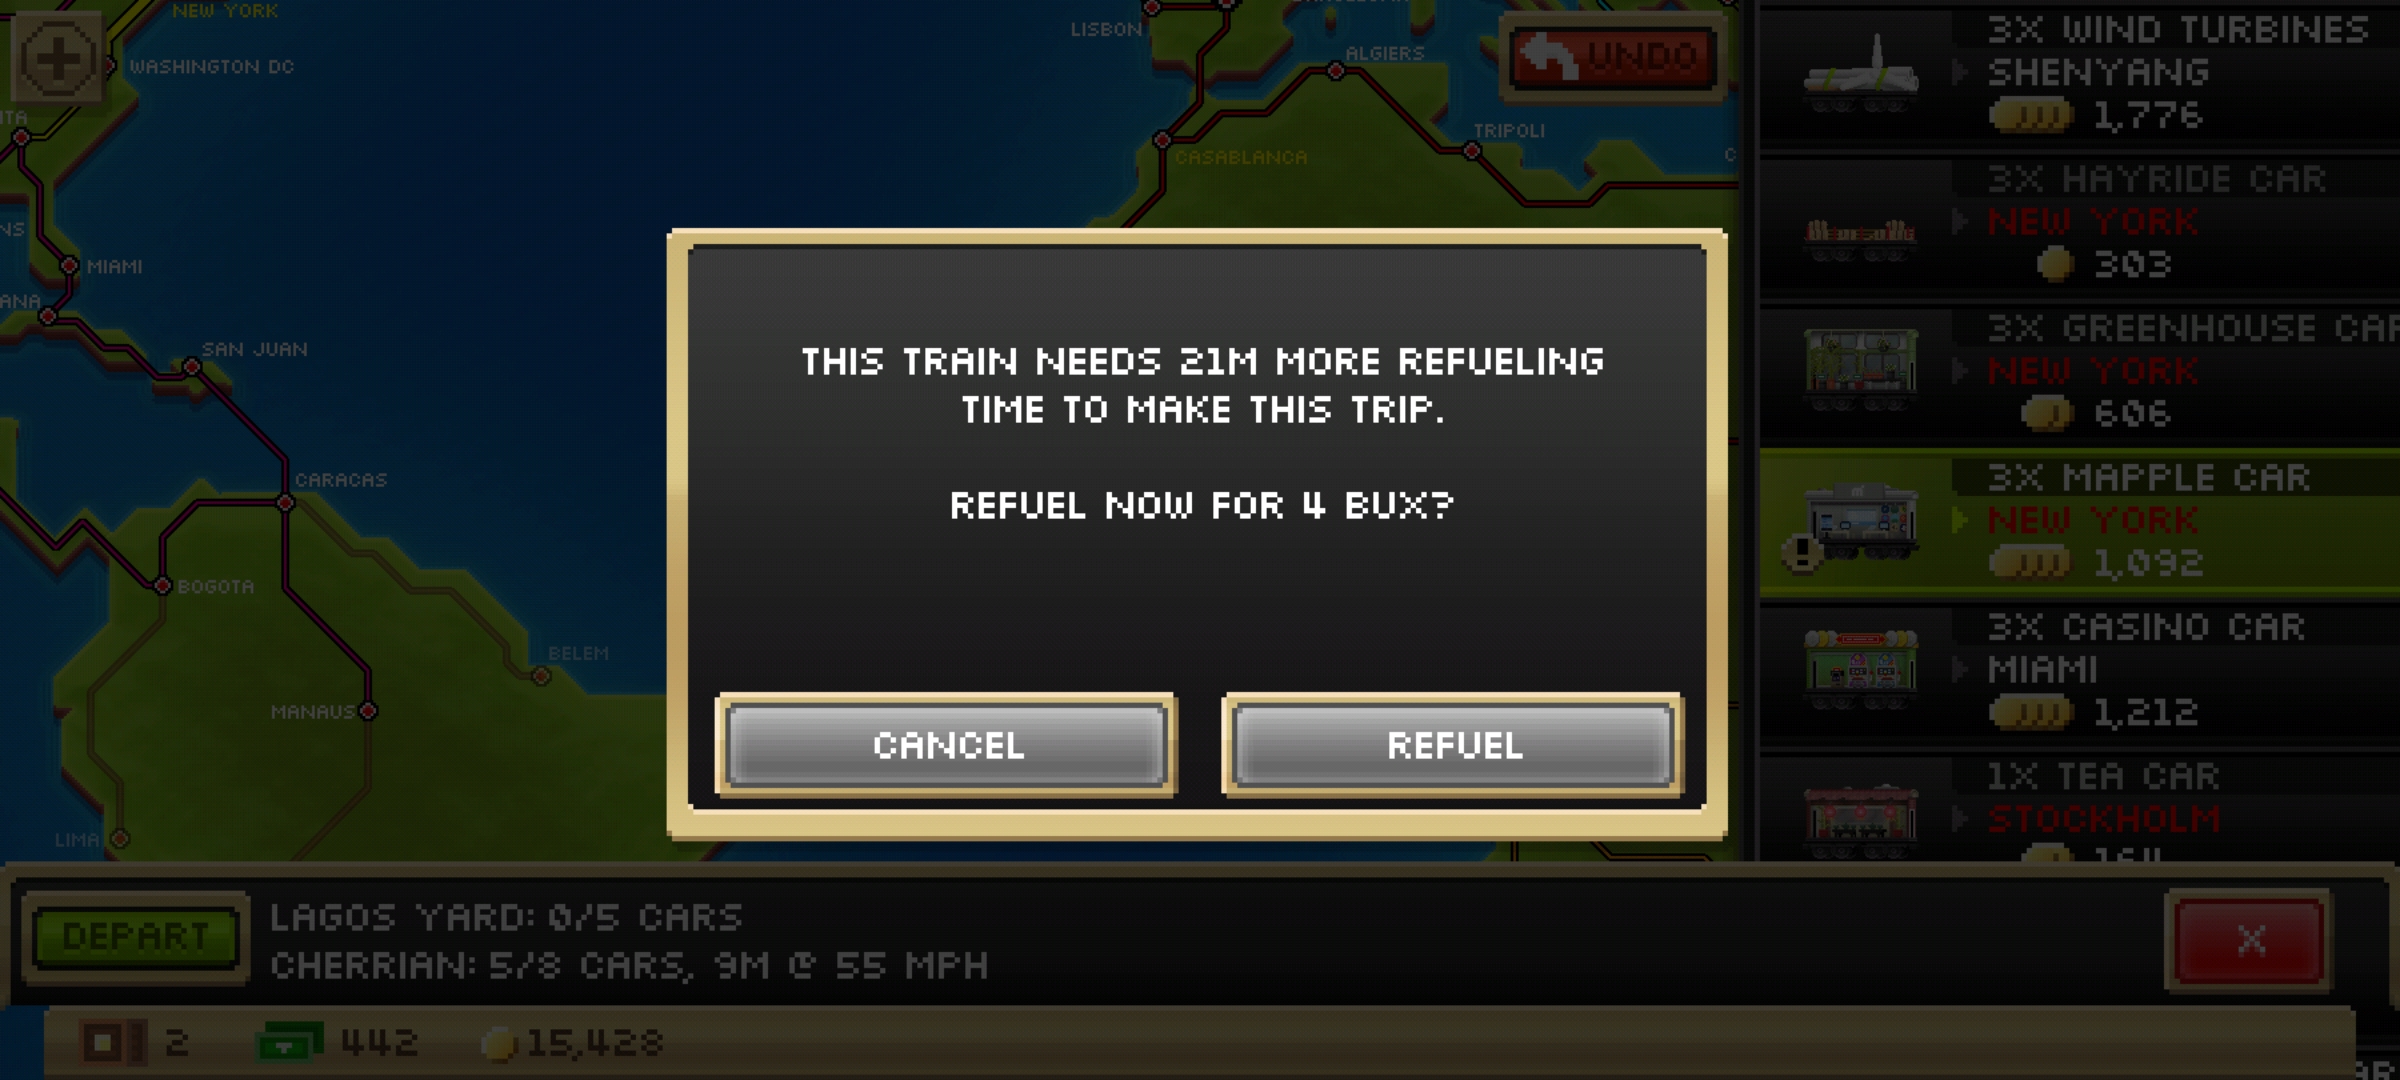 NEW YORK
WASHINGTON DC
MIAMI
SAN JUAN
CARACAS
BOGOTA
BELEM
MANAUS
LIMA
LISBON
ALGIERS
TRIPOLI
CASABLANCA
UNDO
THIS TRAIN NEEDS 21M MORE REFUELING
TIME TO MAKE THIS TRIP.
REFUEL NOW FOR 4 BUX?
CANCEL
REFUEL
3X WIND TURBINES
SHENYANG
1,776
3X HAYRIDE CAR
NEW YORK
303
3X GREENHOUSE CAR
NEW YORK
606
3X MAPPLE CAR
NEW YORK
1,092
3X CASINO CAR
MIAMI
1,212
1X TEA CAR
STOCKHOLM
DEPART
LAGOS YARD: 0/5 CARS
CHERRIAN: 5/8 CARS, 9M @ 55 MPH
X
2
442
15,428